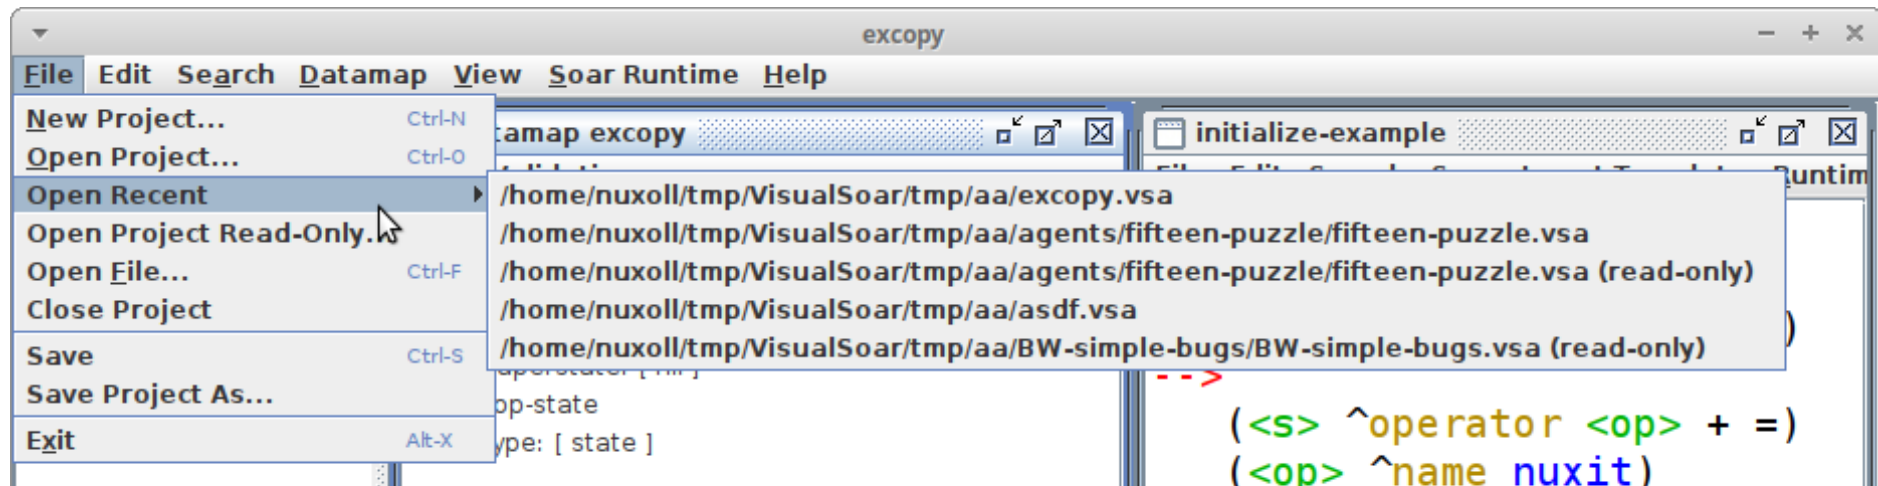 excopy
File Edit Search Datamap View Soar Runtime Help
New Project... Ctrl-N
Open Project... Ctrl-O
Open Recent
Open Project Read-Only.
Open File... Ctrl-F
Close Project
Save Ctrl-S
Save Project As...
Exit Alt-X
/home/nuxoll/tmp/VisualSoar/tmp/aa/excopy.vsa
/home/nuxoll/tmp/VisualSoar/tmp/aa/agents/fifteen-puzzle/fifteen-puzzle.vsa
/home/nuxoll/tmp/VisualSoar/tmp/aa/agents/fifteen-puzzle/fifteen-puzzle.vsa (read-only)
/home/nuxoll/tmp/VisualSoar/tmp/aa/asdf.vsa
/home/nuxoll/tmp/VisualSoar/tmp/aa/BW-simple-bugs/BW-simple-bugs.vsa (read-only)
tamap excopy
op-state
ype: [ state ]
initialize-example
Runtim
)
-->
(<s> ^operator <op> + =)
(<op> ^name nuxit)